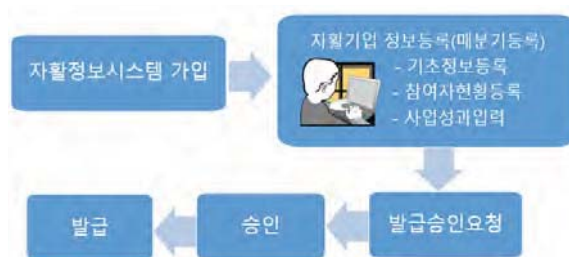 자활정보시스템 가입
자활기업 정보등록(매분기등록)
- 기초정보등록
- 참여자현황등록
- 사업성과입력
발급승인요청
승인
발급